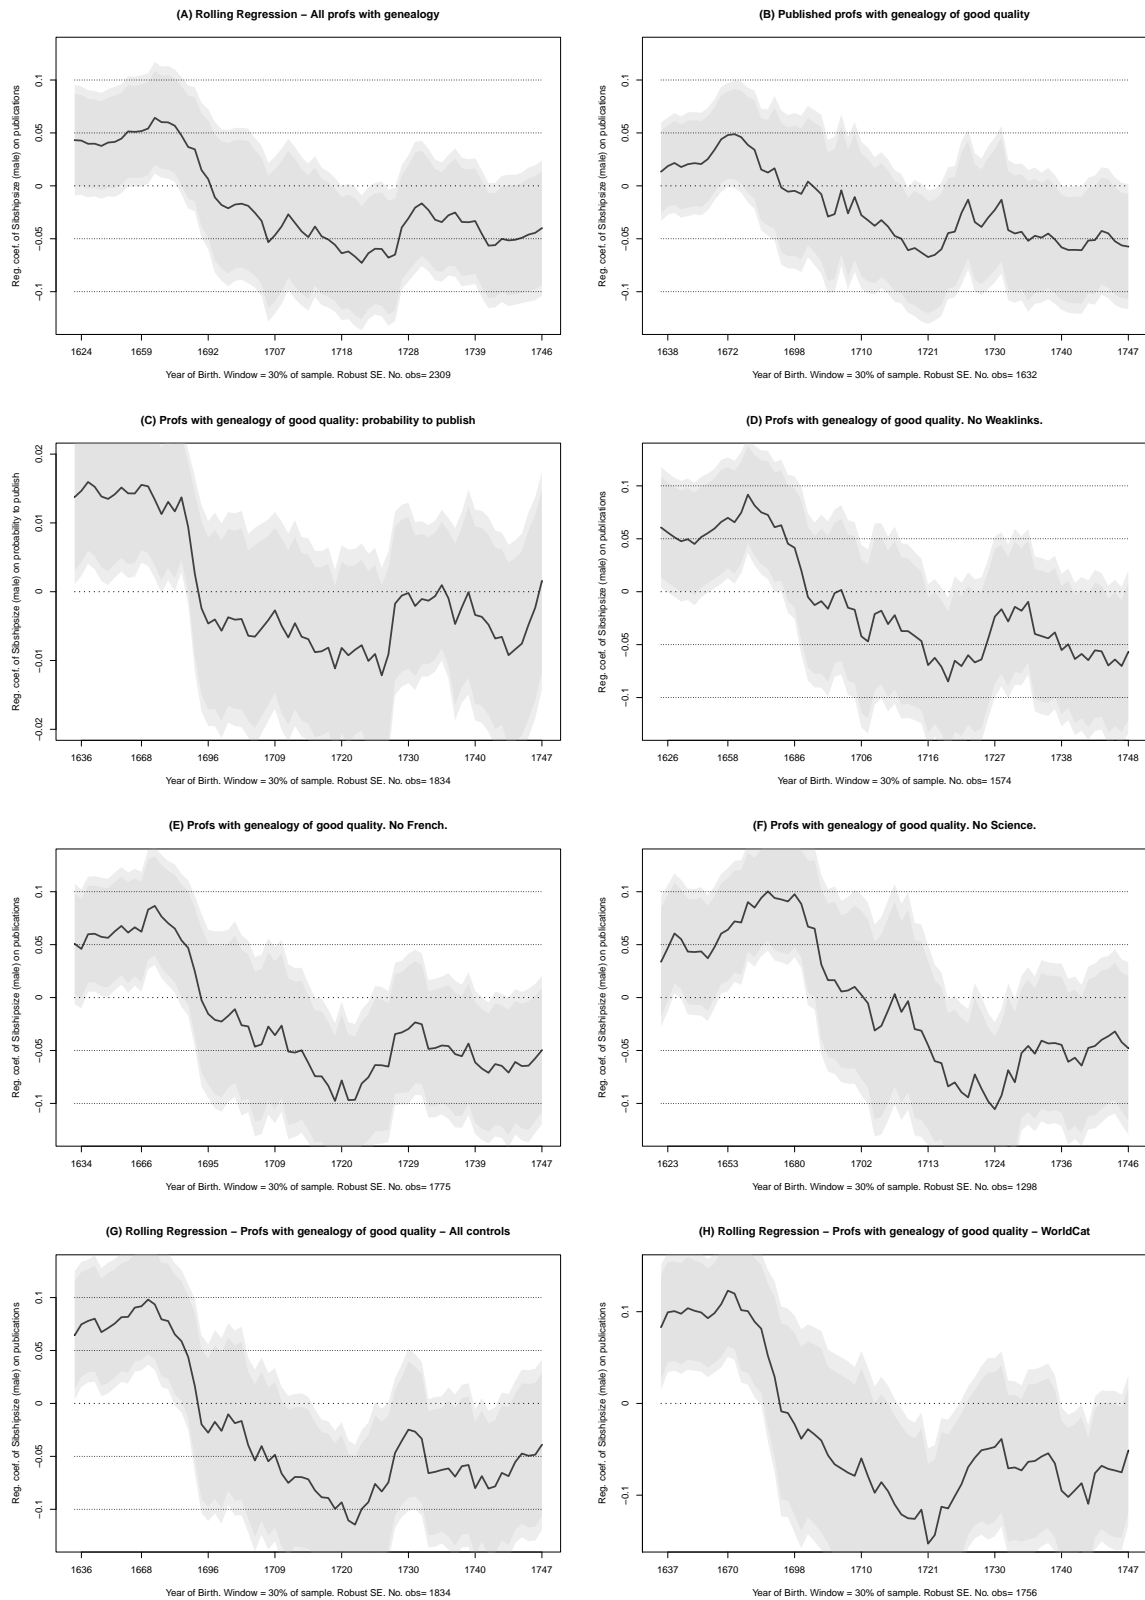 (A) Rolling Regression − All profs with genealogy
Reg. coef. of Sibshipsize (male) on publications
0.1
0.05
0
−0.05
−0.1
1624 1659 1692 1707 1718 1728 1739 1746
Year of Birth. Window = 30% of sample. Robust SE. No. obs= 2309
(B) Published profs with genealogy of good quality
Reg. coef. of Sibshipsize (male) on publications
0.1
0.05
0
−0.05
−0.1
1638 1672 1698 1710 1721 1730 1740 1747
Year of Birth. Window = 30% of sample. Robust SE. No. obs= 1632
(C) Profs with genealogy of good quality: probability to publish
Reg. coef. of Sibshipsize (male) on probability to publish
0.02
0.01
0
−0.01
−0.02
1636 1668 1696 1709 1720 1730 1739 1747
Year of Birth. Window = 30% of sample. Robust SE. No. obs= 1834
(D) Profs with genealogy of good quality. No Weaklinks.
Reg. coef. of Sibshipsize (male) on publications
0.1
0.05
0
−0.05
−0.1
1626 1658 1686 1706 1716 1727 1738 1748
Year of Birth. Window = 30% of sample. No. obs= 1574
(E) Profs with genealogy of good quality. No French.
Reg. coef. of Sibshipsize (male) on publications
0.1
0.05
0
−0.05
−0.1
1634 1666 1695 1709 1720 1729 1739 1747
Year of Birth. Window = 30% of sample. Robust SE. No. obs= 1775
(F) Profs with genealogy of good quality. No Science.
Reg. coef. of Sibshipsize (male) on publications
0.1
0.05
0
−0.05
−0.1
1623 1653 1680 1702 1713 1724 1736 1746
Year of Birth. Window = 30% of sample. Robust SE. No. obs= 1298
(G) Rolling Regression − Profs with genealogy of good quality − All controls
Reg. coef. of Sibshipsize (male) on publications
0.1
0.05
0
−0.05
−0.1
1636 1668 1696 1709 1720 1730 1740 1747
Year of Birth. Window = 30% of sample. Robust SE. No. obs= 1834
(H) Rolling Regression − Profs with genealogy of good quality − WorldCat
Reg. coef. of Sibshipsize (male) on publications
0.1
0
−0.1
1637 1670 1698 1710 1721 1730 1740 1747
Year of Birth. Window = 30% of sample. Robust SE. No. obs= 1756